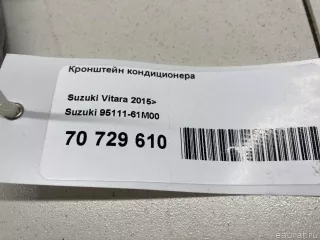 Кронштейн кондиционера
Suzuki Vitara 2015>
Suzuki 95111-61M00
70 729 610